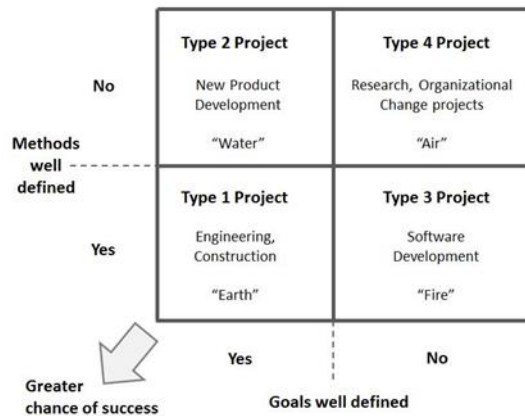 Type 2 Project
Type 4 Project
No
New Product
Development
Research, Organizational
Change projects
"Water"
"Air"
Methods
well
defined
Type 1 Project
Type 3 Project
Yes
Engineering,
Construction
Software
Development
"Earth"
"Fire"
Yes
No
Greater
chance of success
Goals well defined